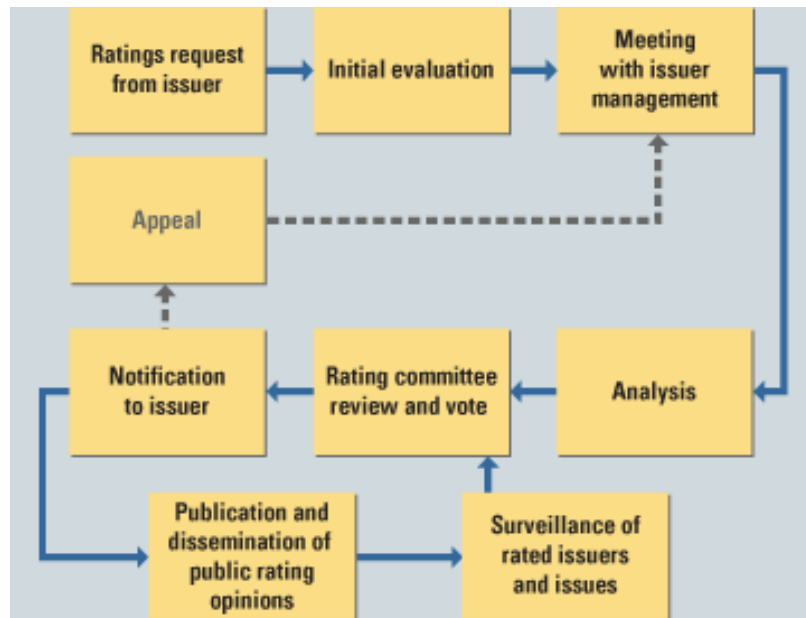 Ratings request
from issuer
Initial evaluation
Meeting
with issuer
management
Appeal
Notification
to issuer
Rating committee
review and vote
Analysis
Publication and
dissemination of
public rating
opinions
Surveillance of
rated issuers
and issues